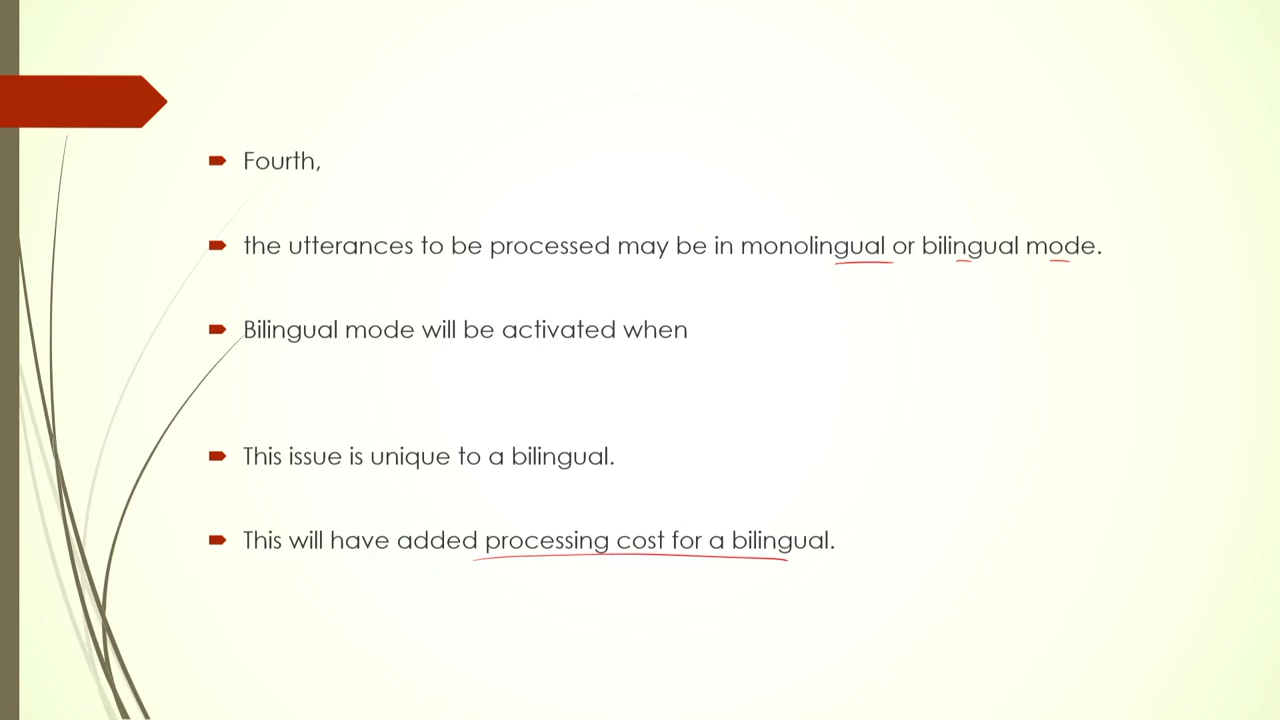 Fourth,
the utterances to be processed may be in monolingual or bilingual mode.
Bilingual mode will be activated when
This issue is unique to a bilingual.
This will have added processing cost for a bilingual.